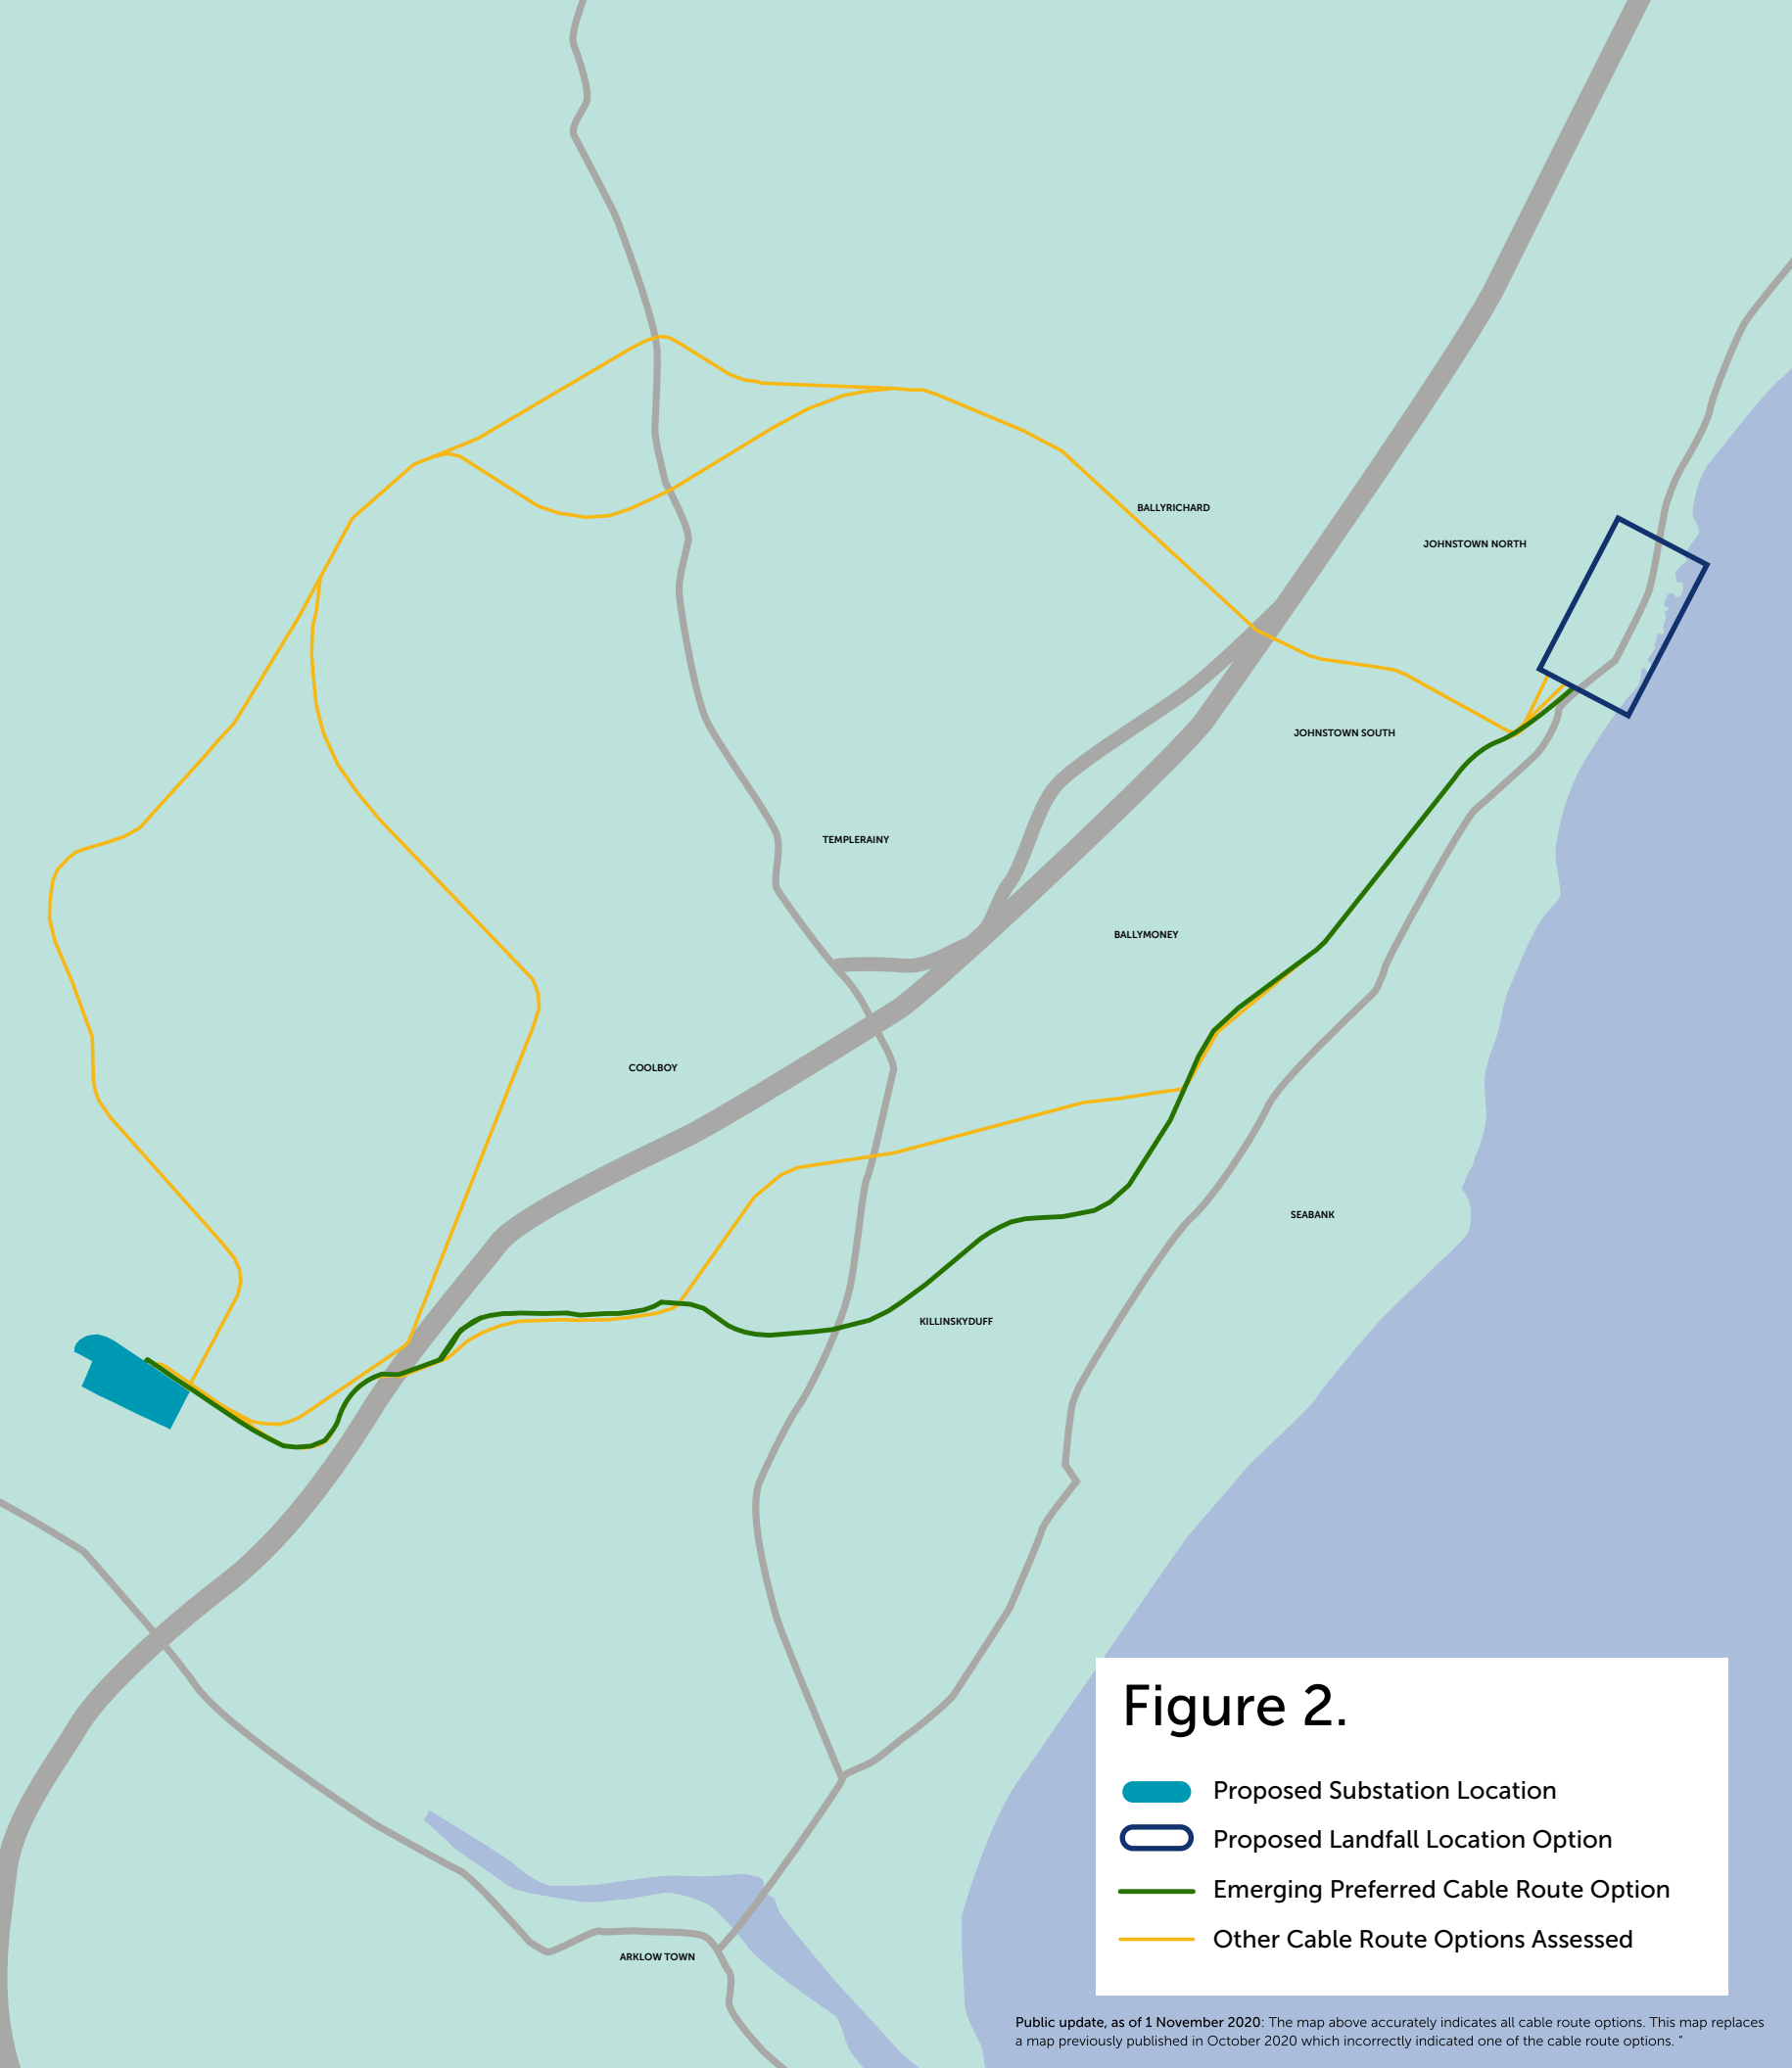 BALLYRICHARD
JOHNSTOWN NORTH
JOHNSTOWN SOUTH
TEMPLERAINY
BALLYMONEY
COOLBOY
SEABANK
KILLINSKYDUFF
ARKLOW TOWN
Figure 2.
Proposed Substation Location
Proposed Landfall Location Option
Emerging Preferred Cable Route Option
Other Cable Route Options Assessed
Public update, as of 1 November 2020: The map above accurately indicates all cable route options. This map replaces
a map previously published in October 2020 which incorrectly indicated one of the cable route options. "